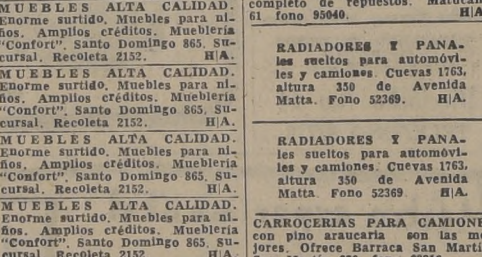 MUEBLES ALTA CALIDAD.
Enorme surtido. Muebles para ni-
ños. Amplios créditos. Mueblería
"Confort". Santo Domingo 865. Su-
cursal. Recoleta 2152. H|A.
MUEBLES ALTA CALIDAD.
Enorme surtido. Muebles para ni-
ños. Amplios créditos. Mueblería
"Confort". Santo Domingo 865. Su-
cursal. Recoleta 2152. H|A.
MUEBLES ALTA CALIDAD.
Enorme surtido. Muebles para ni-
ños. Amplios créditos. Mueblería
"Confort". Santo Domingo 865. Su-
cursal. Recoleta 2152. H|A.
MUEBLES ALTA CALIDAD.
Enorme surtido. Muebles para ni-
ños. Amplios créditos. Mueblería
"Confort". Santo Domingo 865. Su-
cursal. Recoleta 2152 H|A.
completo de repuestos.
61 fono 95040. H|A
RADIADORES Y PANA-
les sueltos para automóvi-
les y camiones. Cuevas 1763,
altura 350 de Avenida
Matta. Fono 52369. H|A.
RADIADORES Y PANA-
les sueltos para automóvi-
les y camiones. Cuevas 1763,
altura 350 de Avenida
Matta. Fono 52369 H|A.
CARROCERIAS PARA CAMIONE
con pino araucaria son las m
jores. Ofrece Barraca San Marti